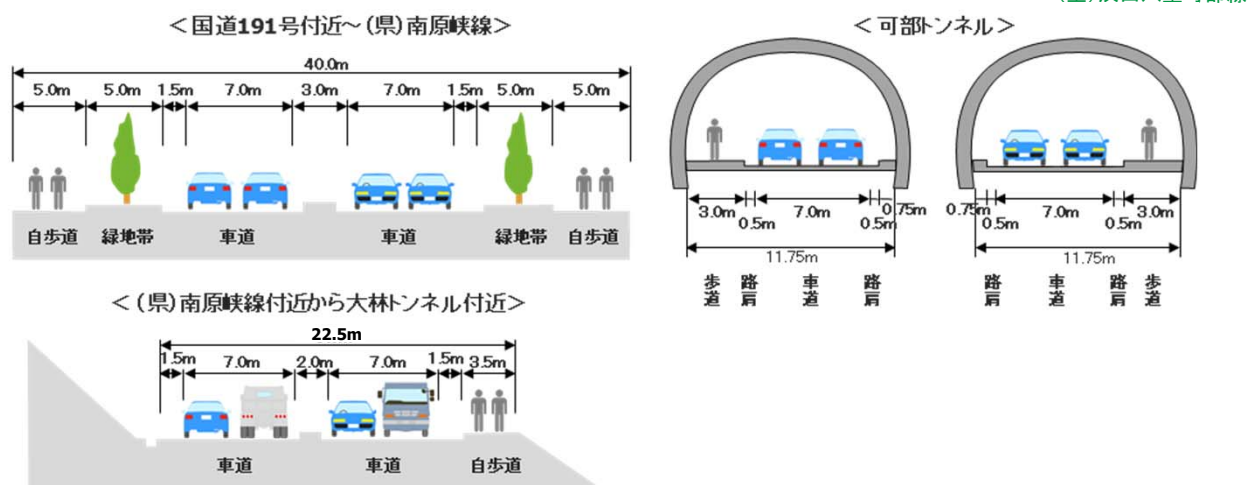 ＜国道191号付近～(県)南原峡線＞
40.0m
5.0m 5.0m 1.5m 7.0m 3.0m 7.0m 1.5m 5.0m 5.0m
自歩道 緑地帯 車道 車道 緑地帯 自歩道
＜(県)南原峡線付近から大林トンネル付近＞
22.5m
1.5m 7.0m 2.0m 7.0m 1.5m 3.5m
車道 車道 自歩道
＜可部トンネル＞
3.0m 0.5m 7.0m 0.5m 0.75m
11.75m
歩道 路肩 車道 路肩
0.75m 0.5m 7.0m 0.5m 3.0m
11.75m
路肩 車道 路肩 歩道